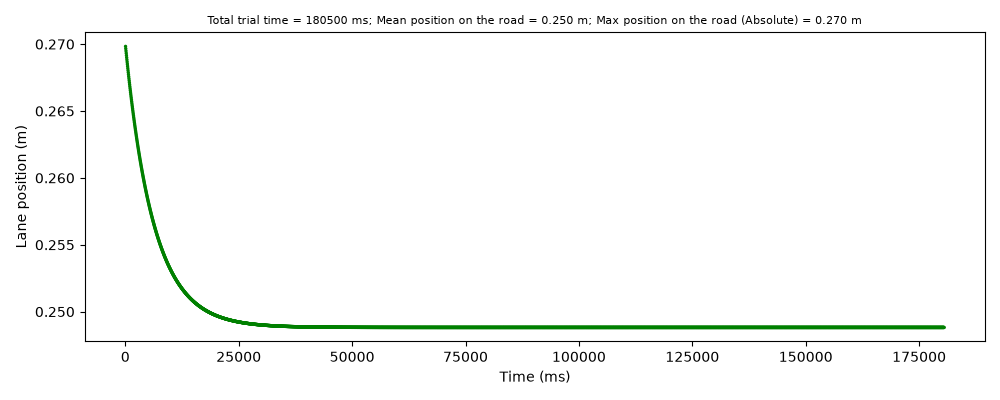 Total trial time = 180500 ms; Mean position on the road = 0.250 m; Max position on the road (Absolute) = 0.270 m
Lane position (m)
0.270
0.265
0.260
0.255
0.250
0 25000 50000 75000 100000 125000 150000 175000
Time (ms)